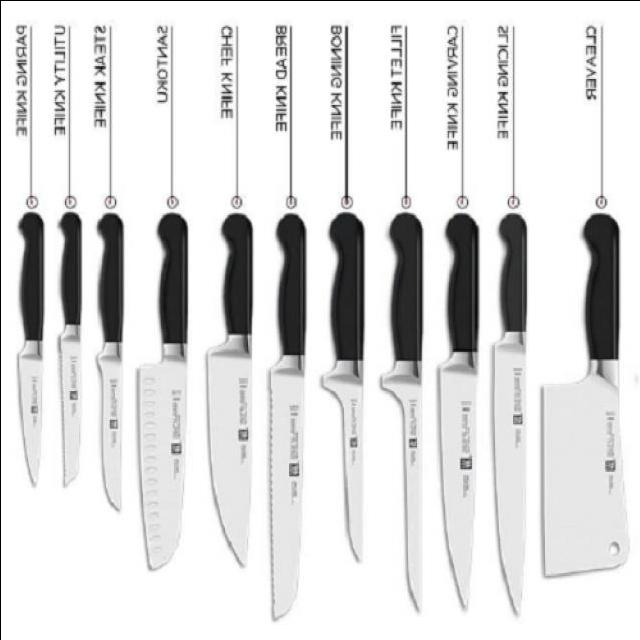 PARING KNIFE
UTILITY KNIFE
STEAK KNIFE
SANTOKU
CHEF KNIFE
BREAD KNIFE
BONING KNIFE
FILLET KNIFE
CARVING KNIFE
SLICING KNIFE
CLEAVER